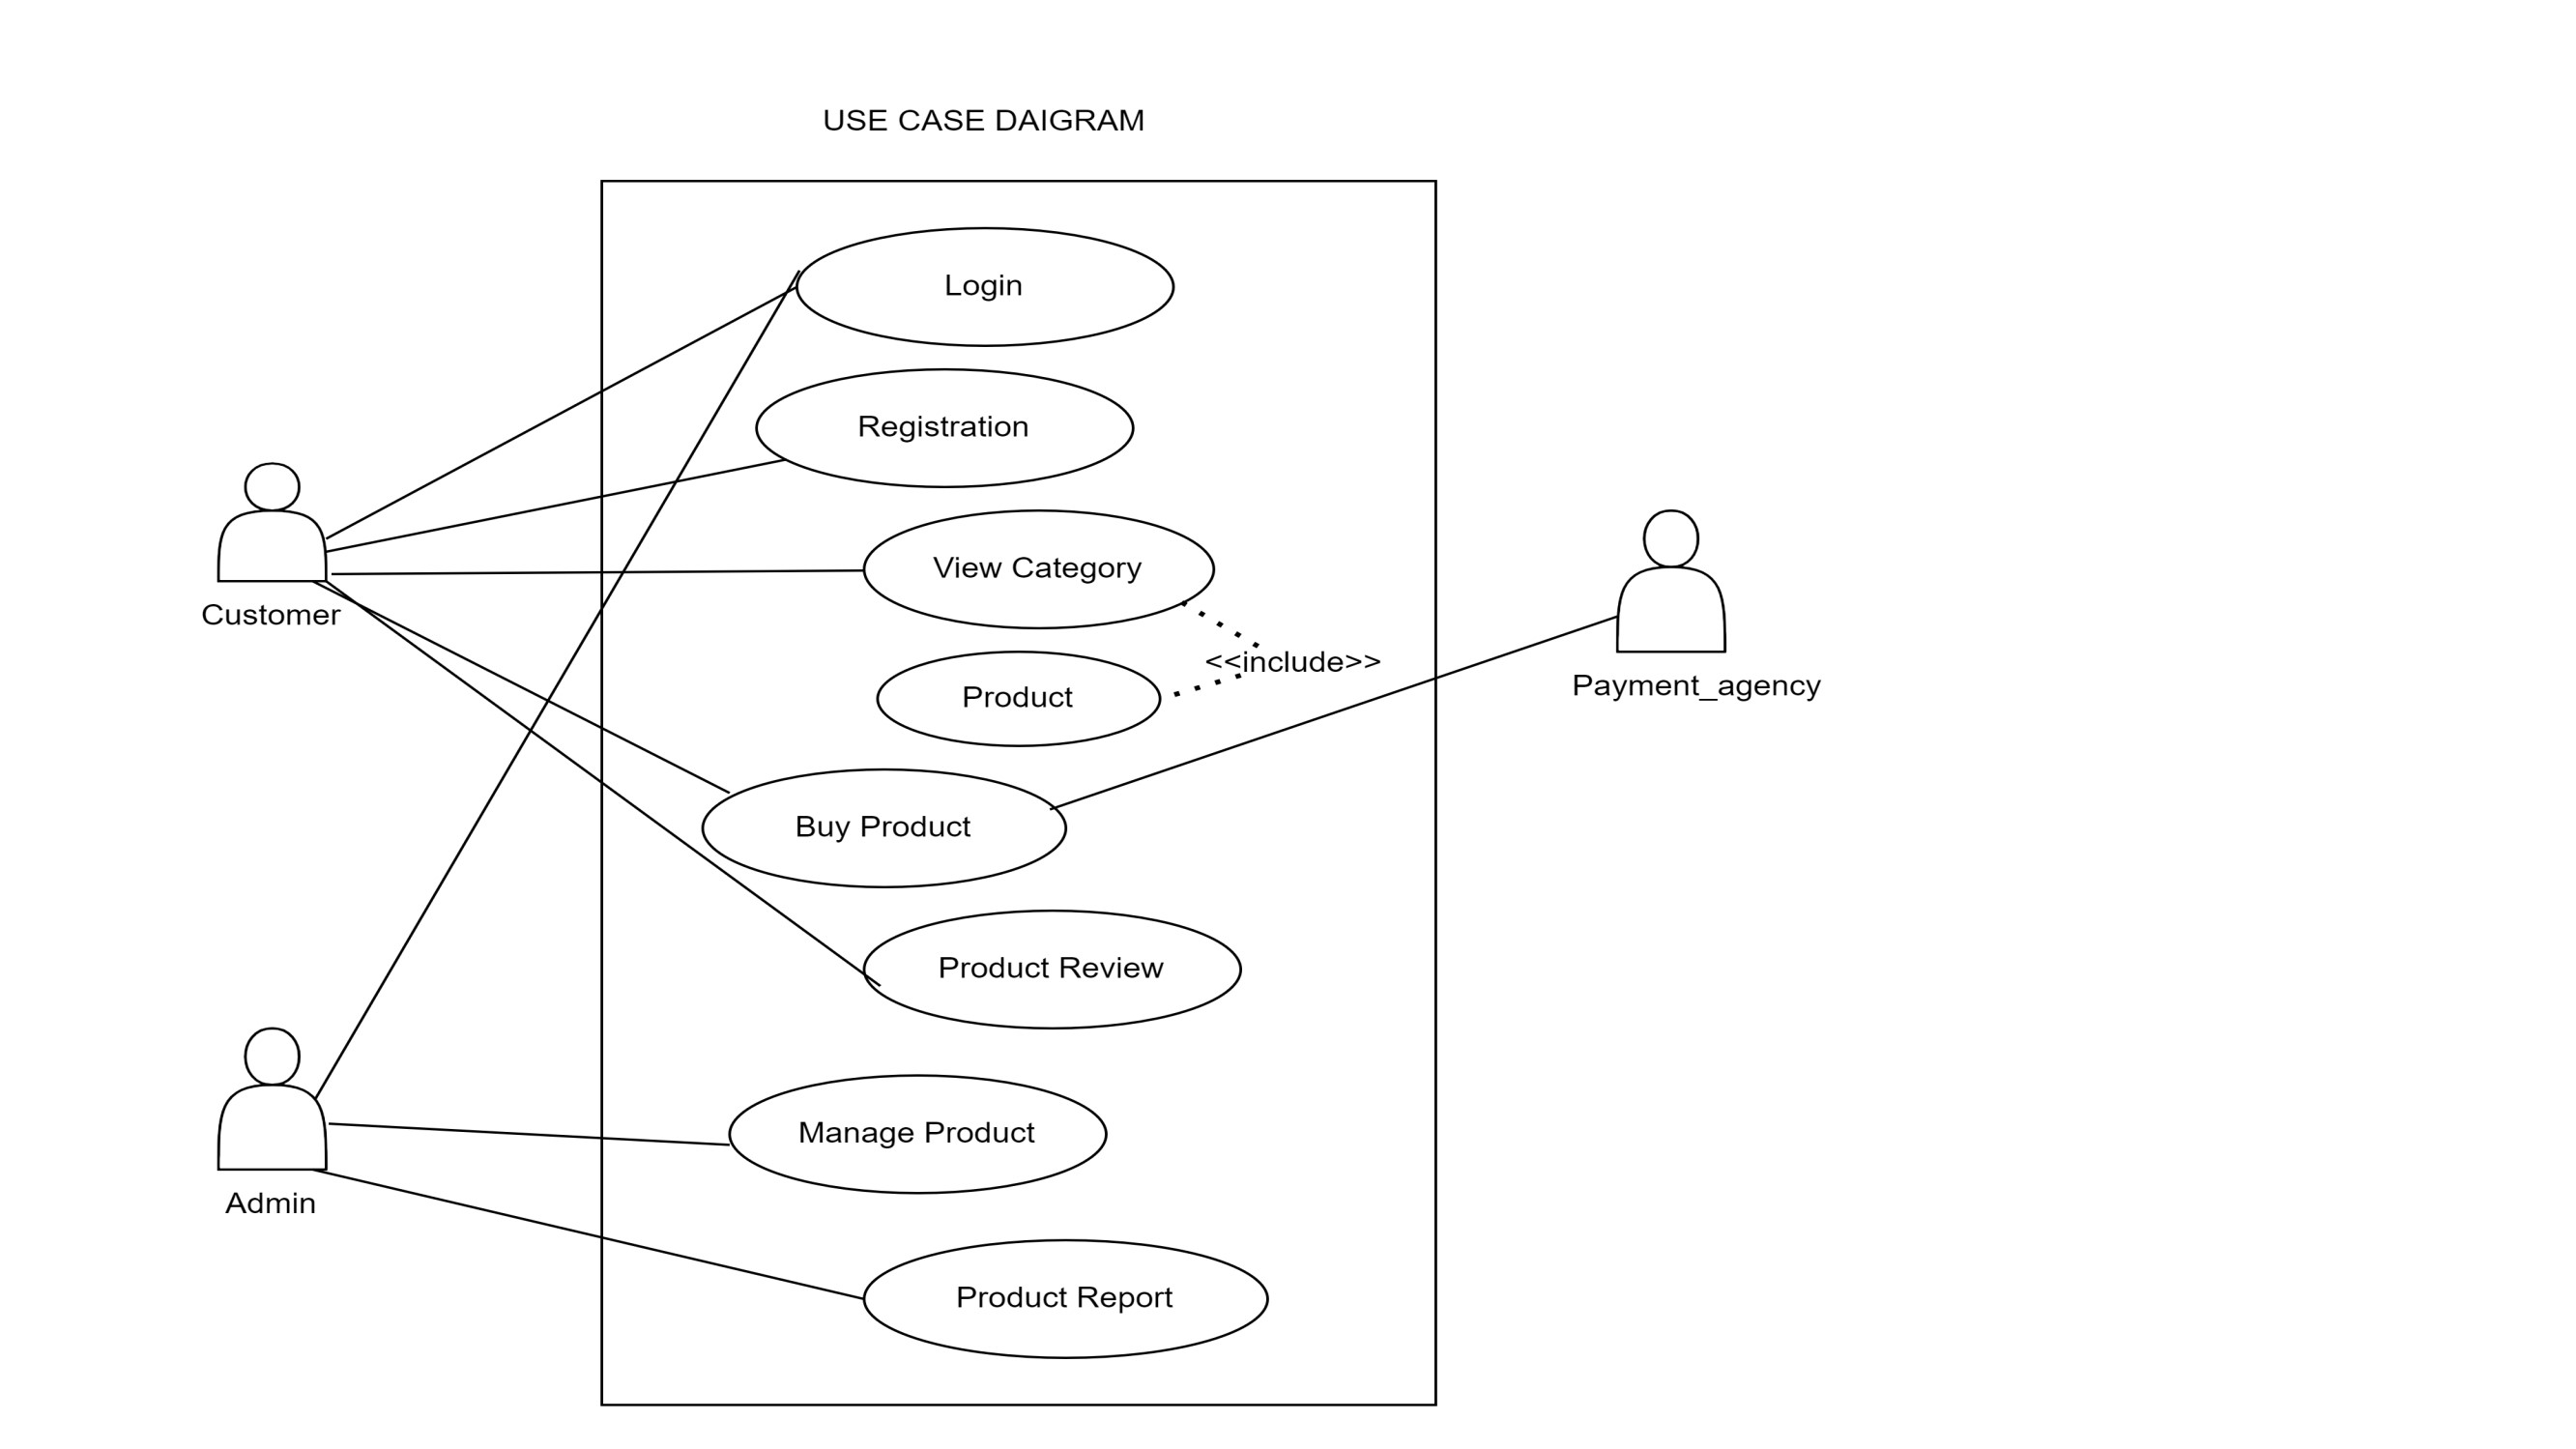 USE CASE DAIGRAM
Login
Registration
View Category
Customer
<<include>>
Payment_agency
Product
Buy Product
Product Review
Manage Product
Admin
Product Report